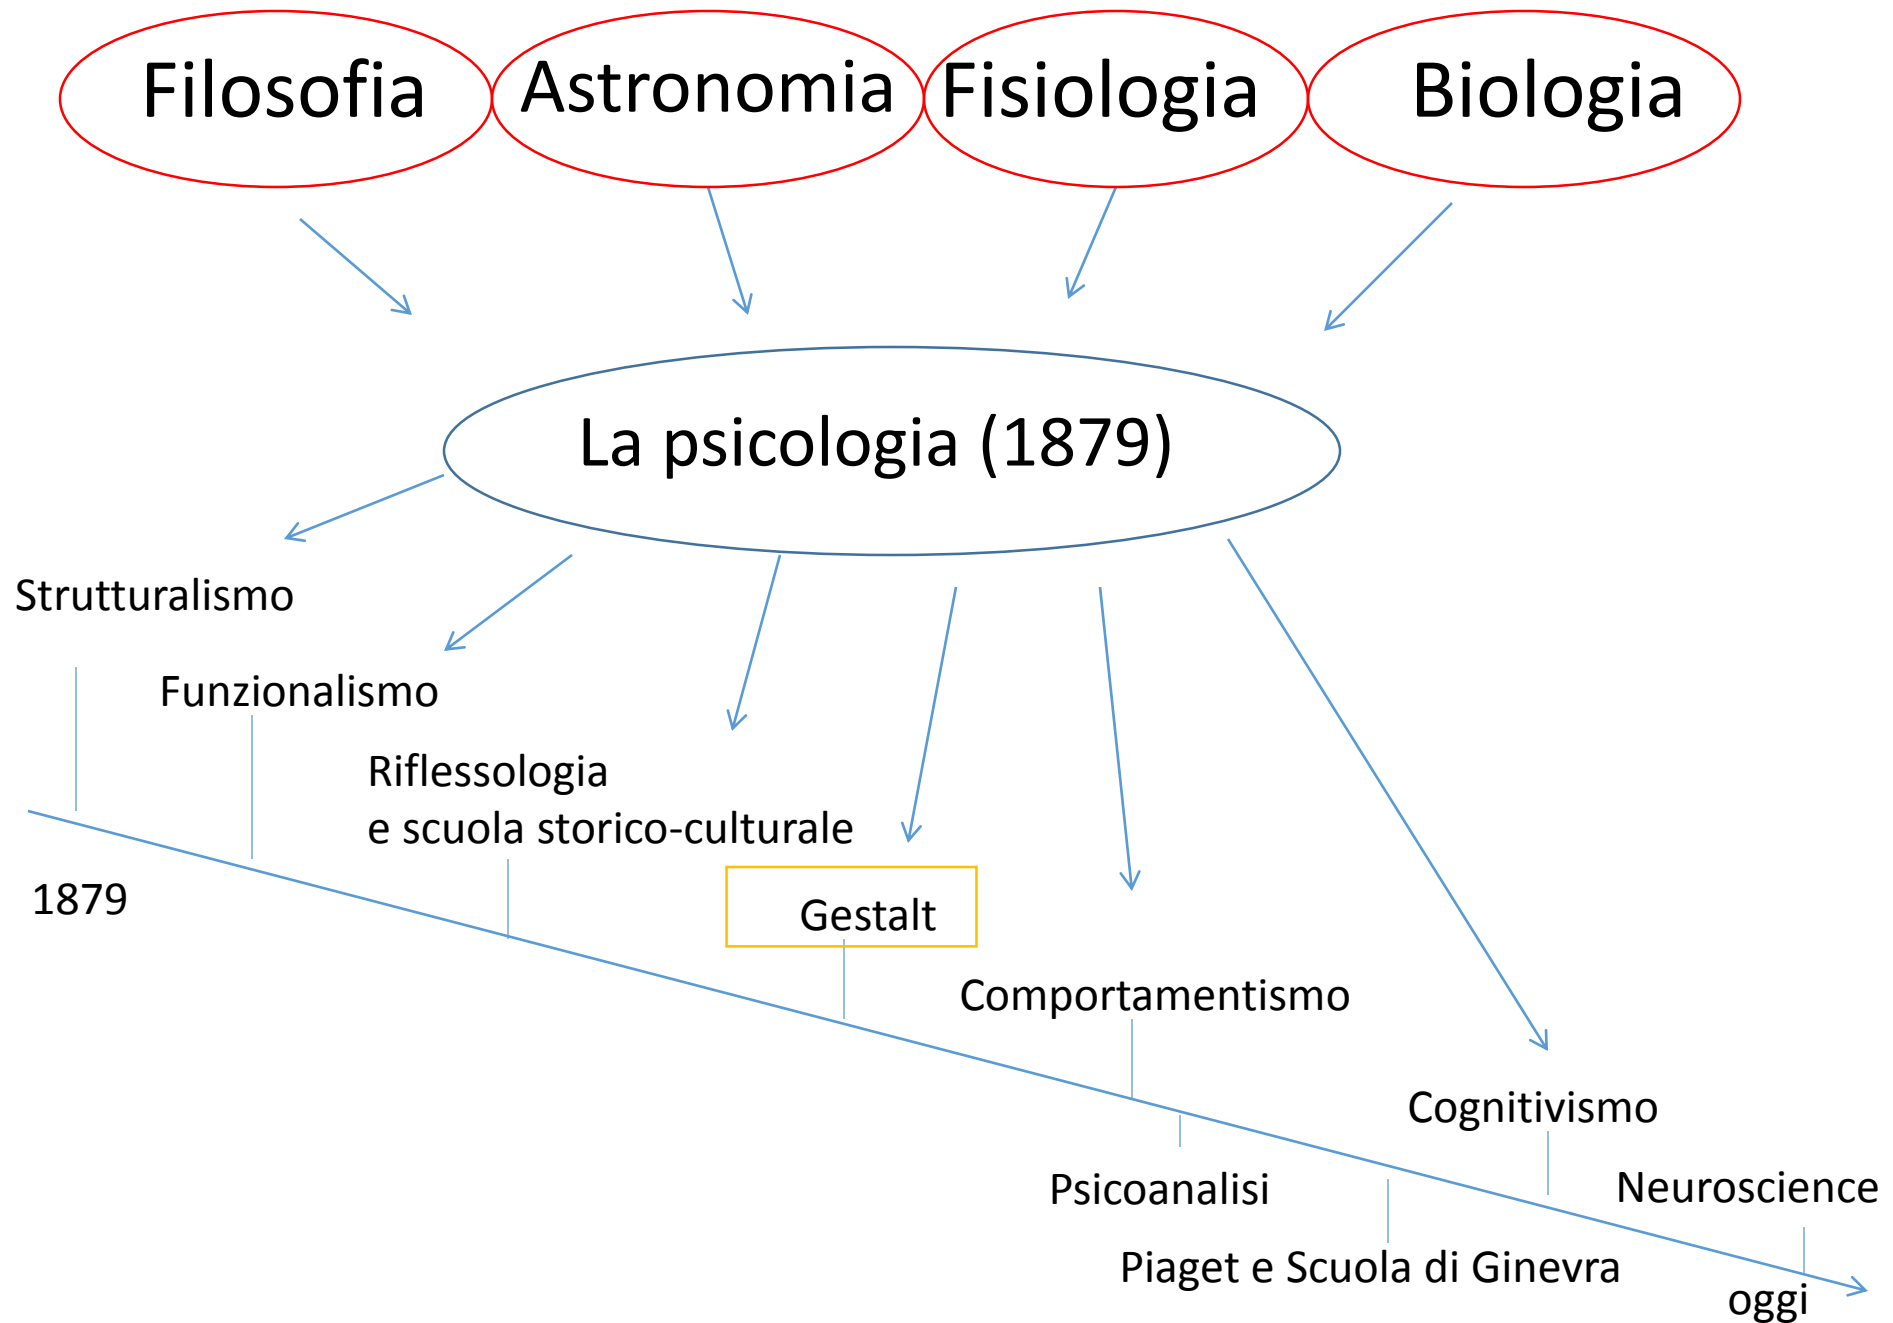 Filosofia
Astronomia
Fisiologia
Biologia
La psicologia (1879)
Strutturalismo
Funzionalismo
Riflessologia
e scuola storico-culturale
1879
Gestalt
Comportamentismo
Cognitivismo
Psicoanalisi
Neuroscience
Piaget e Scuola di Ginevra
oggi